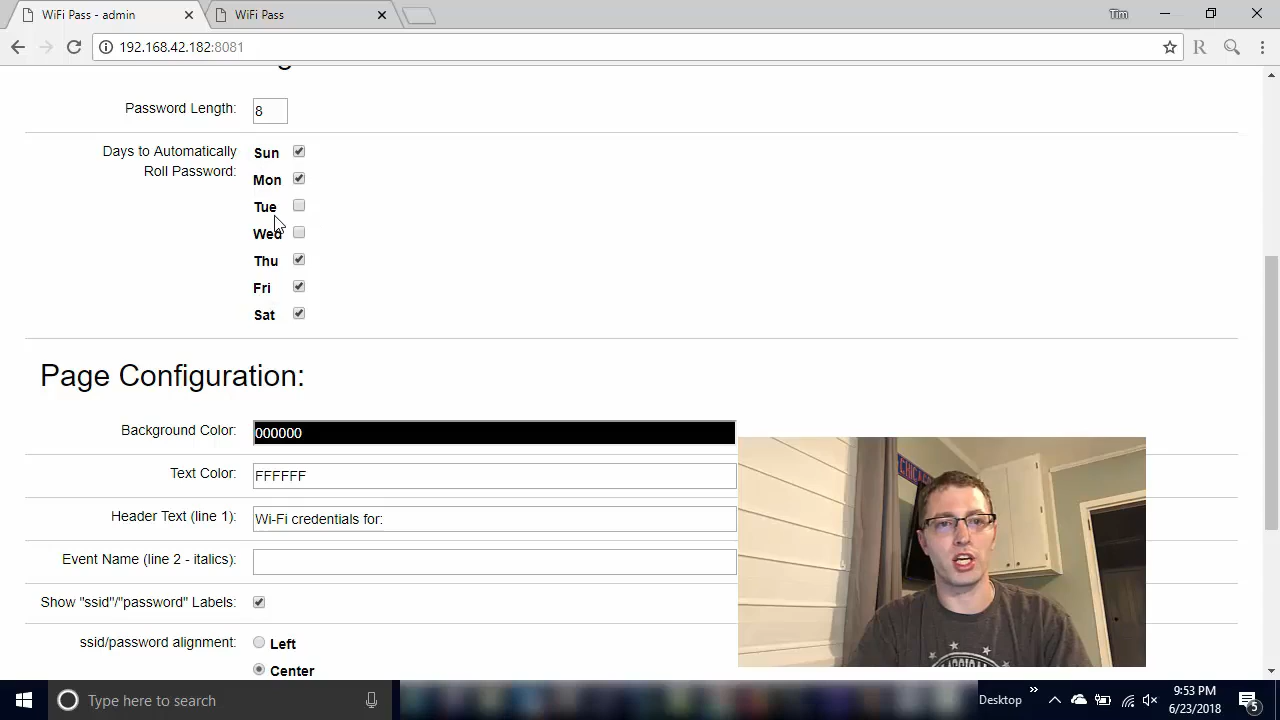 WiFi Pass - admin
WiFi Pass
Tim
192.168.42.182:8081
Password Length: 8
Days to Automatically
Roll Password:
Sun
Mon
Tue
Wed
Thu
Fri
Sat
Page Configuration:
Background Color: 000000
Text Color: FFFFFF
Header Text (line 1): Wi-Fi credentials for:
Event Name (line 2 - italics):
Show "ssid"/"password" Labels:
ssid/password alignment:
Left
Center
Type here to search
Desktop
9:53 PM
6/23/2018
5